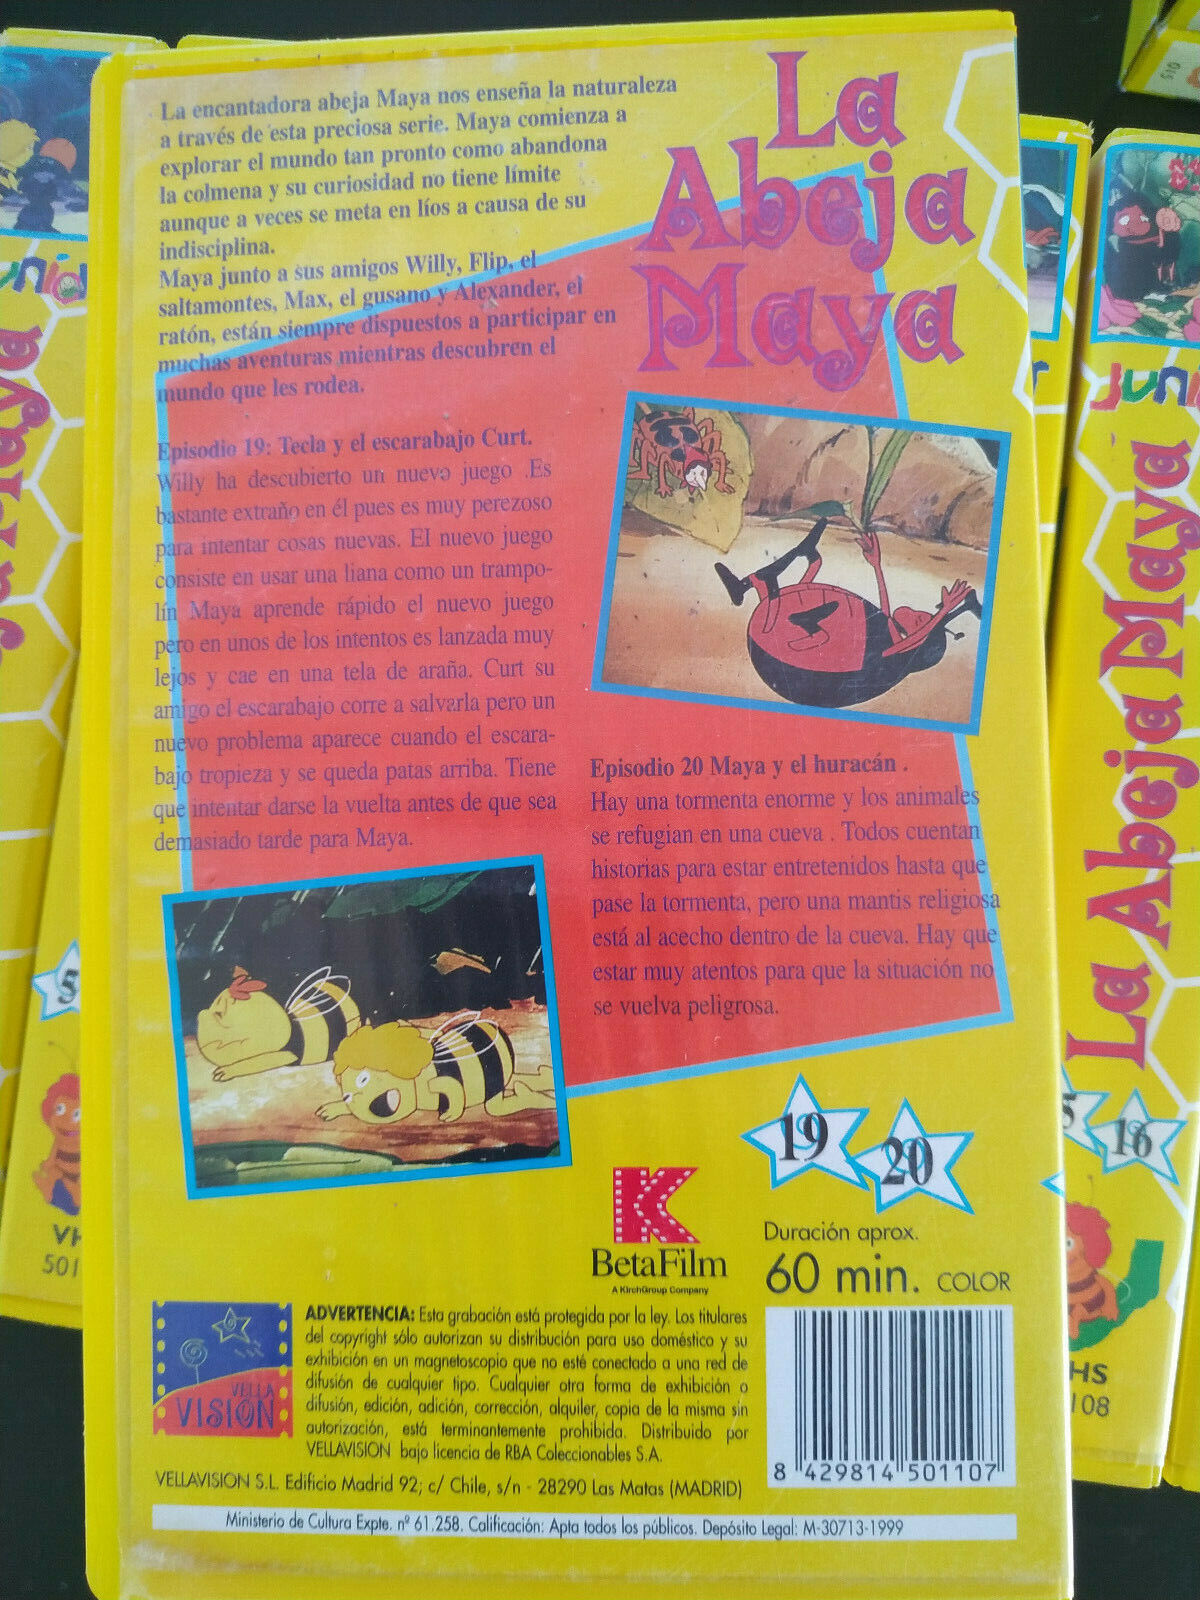 La encantadora abeja Maya nos enseña la naturaleza
a través de esta preciosa serie. Maya comienza a
explorar el mundo tan pronto como abandona
la colmena y su curiosidad no tiene límite
aunque a veces se meta en líos a causa de su
indisciplina.
Maya junto a sus amigos Willy, Flip, el
saltamontes, Max, el gusano y Alexander, el
ratón, están siempre dispuestos a participar en
muchas aventuras mientras descubren el
mundo que les rodea.
La
Abeja
Maya
Episodio 19: Tecla y el escarabajo Curt.
Willy ha descubierto un nuevo juego .Es
bastante extraño en él pues es muy perezoso
para intentar cosas nuevas. El nuevo juego
consiste en usar una liana como un trampo-
lín Maya aprende rápido el nuevo juego
pero en unos de los intentos es lanzada muy
lejos y cae en una tela de araña. Curt su
amigo el escarabajo corre a salvarla pero un
nuevo problema aparece cuando el escara-
bajo tropieza y se queda patas arriba. Tiene
que intentar darse la vuelta antes de que sea
demasiado tarde para Maya.
Episodio 20 Maya y el huracán .
Hay una tormenta enorme y los animales
se refugian en una cueva . Todos cuentan
historias para estar entretenidos hasta que
pase la tormenta, pero una mantis religiosa
está al acecho dentro de la cueva. Hay que
estar muy atentos para que la situación no
se vuelva peligrosa.
19
20
K
BetaFilm
A KirchGroup Company
Duración aprox.
60 min. COLOR
VELLA
VISIÓN
ADVERTENCIA: Esta grabación está protegida por la ley. Los titulares
del copyright sólo autorizan su distribución para uso doméstico y su
exhibición en un magnetoscopio que no esté conectado a una red de
difusión de cualquier tipo. Cualquier otra forma de exhibición o
difusión, edición, adición, corrección, alquiler, copia de la misma sin
autorización, está terminantemente prohibida. Distribuido por
VELLAVISION bajo licencia de RBA Coleccionables S.A.
8 429814 501107
VELLAVISION S.L. Edificio Madrid 92; c/ Chile, s/n - 28290 Las Matas (MADRID)
Ministerio de Cultura Expte. nº 61.258. Calificación: Apta todos los públicos. Depósito Legal: M-30713-1999
La Abeja Maya
16
HS
108
5
VH
501
015